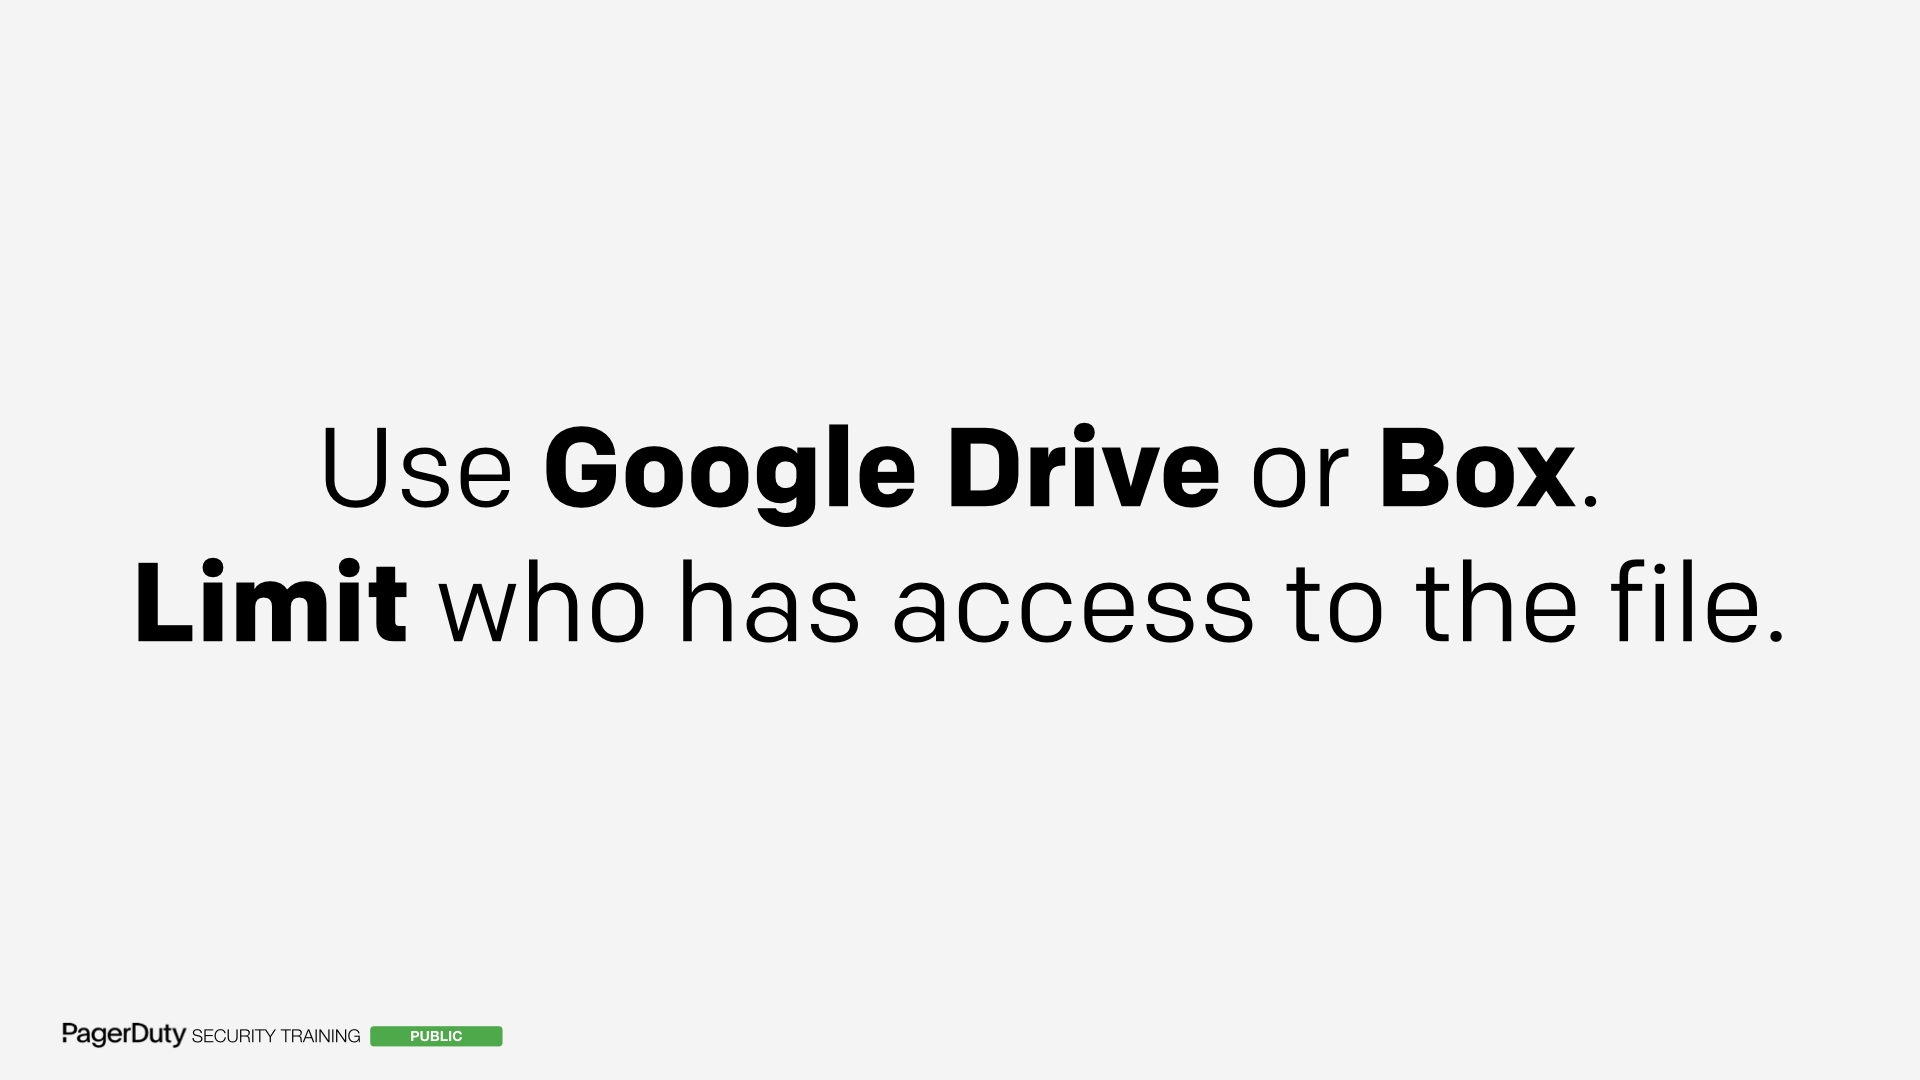 Use Google Drive or Box.
Limit who has access to the file.
PagerDuty SECURITY TRAINING PUBLIC